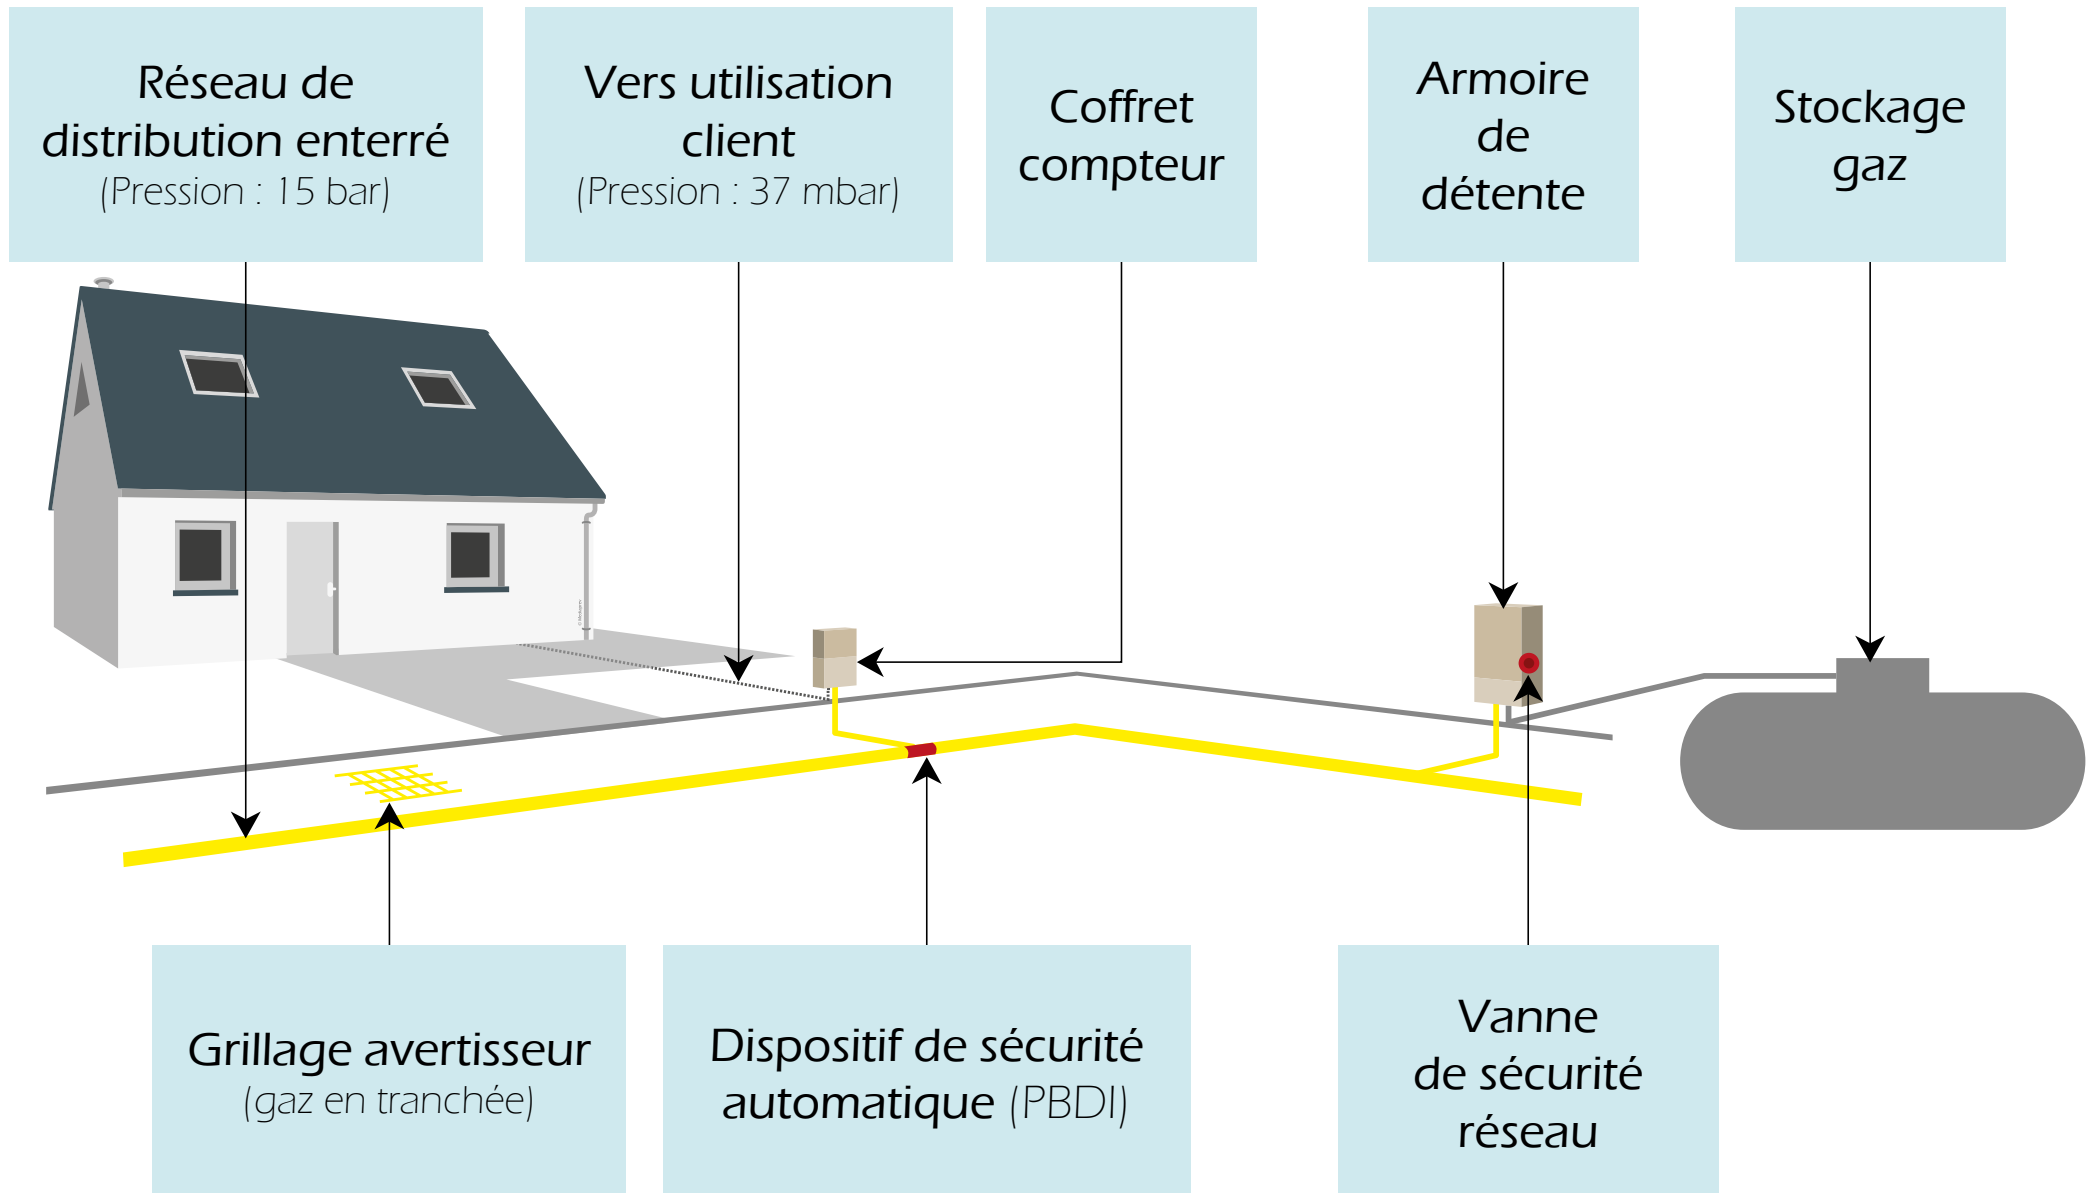 Réseau de
distribution enterré
(Pression : 15 bar)
Vers utilisation
client
(Pression : 37 mbar)
Coffret
compteur
Armoire
de
détente
Stockage
gaz
Grillage avertisseur
(gaz en tranchée)
Dispositif de sécurité
automatique (PBDI)
Vanne
de sécurité
réseau